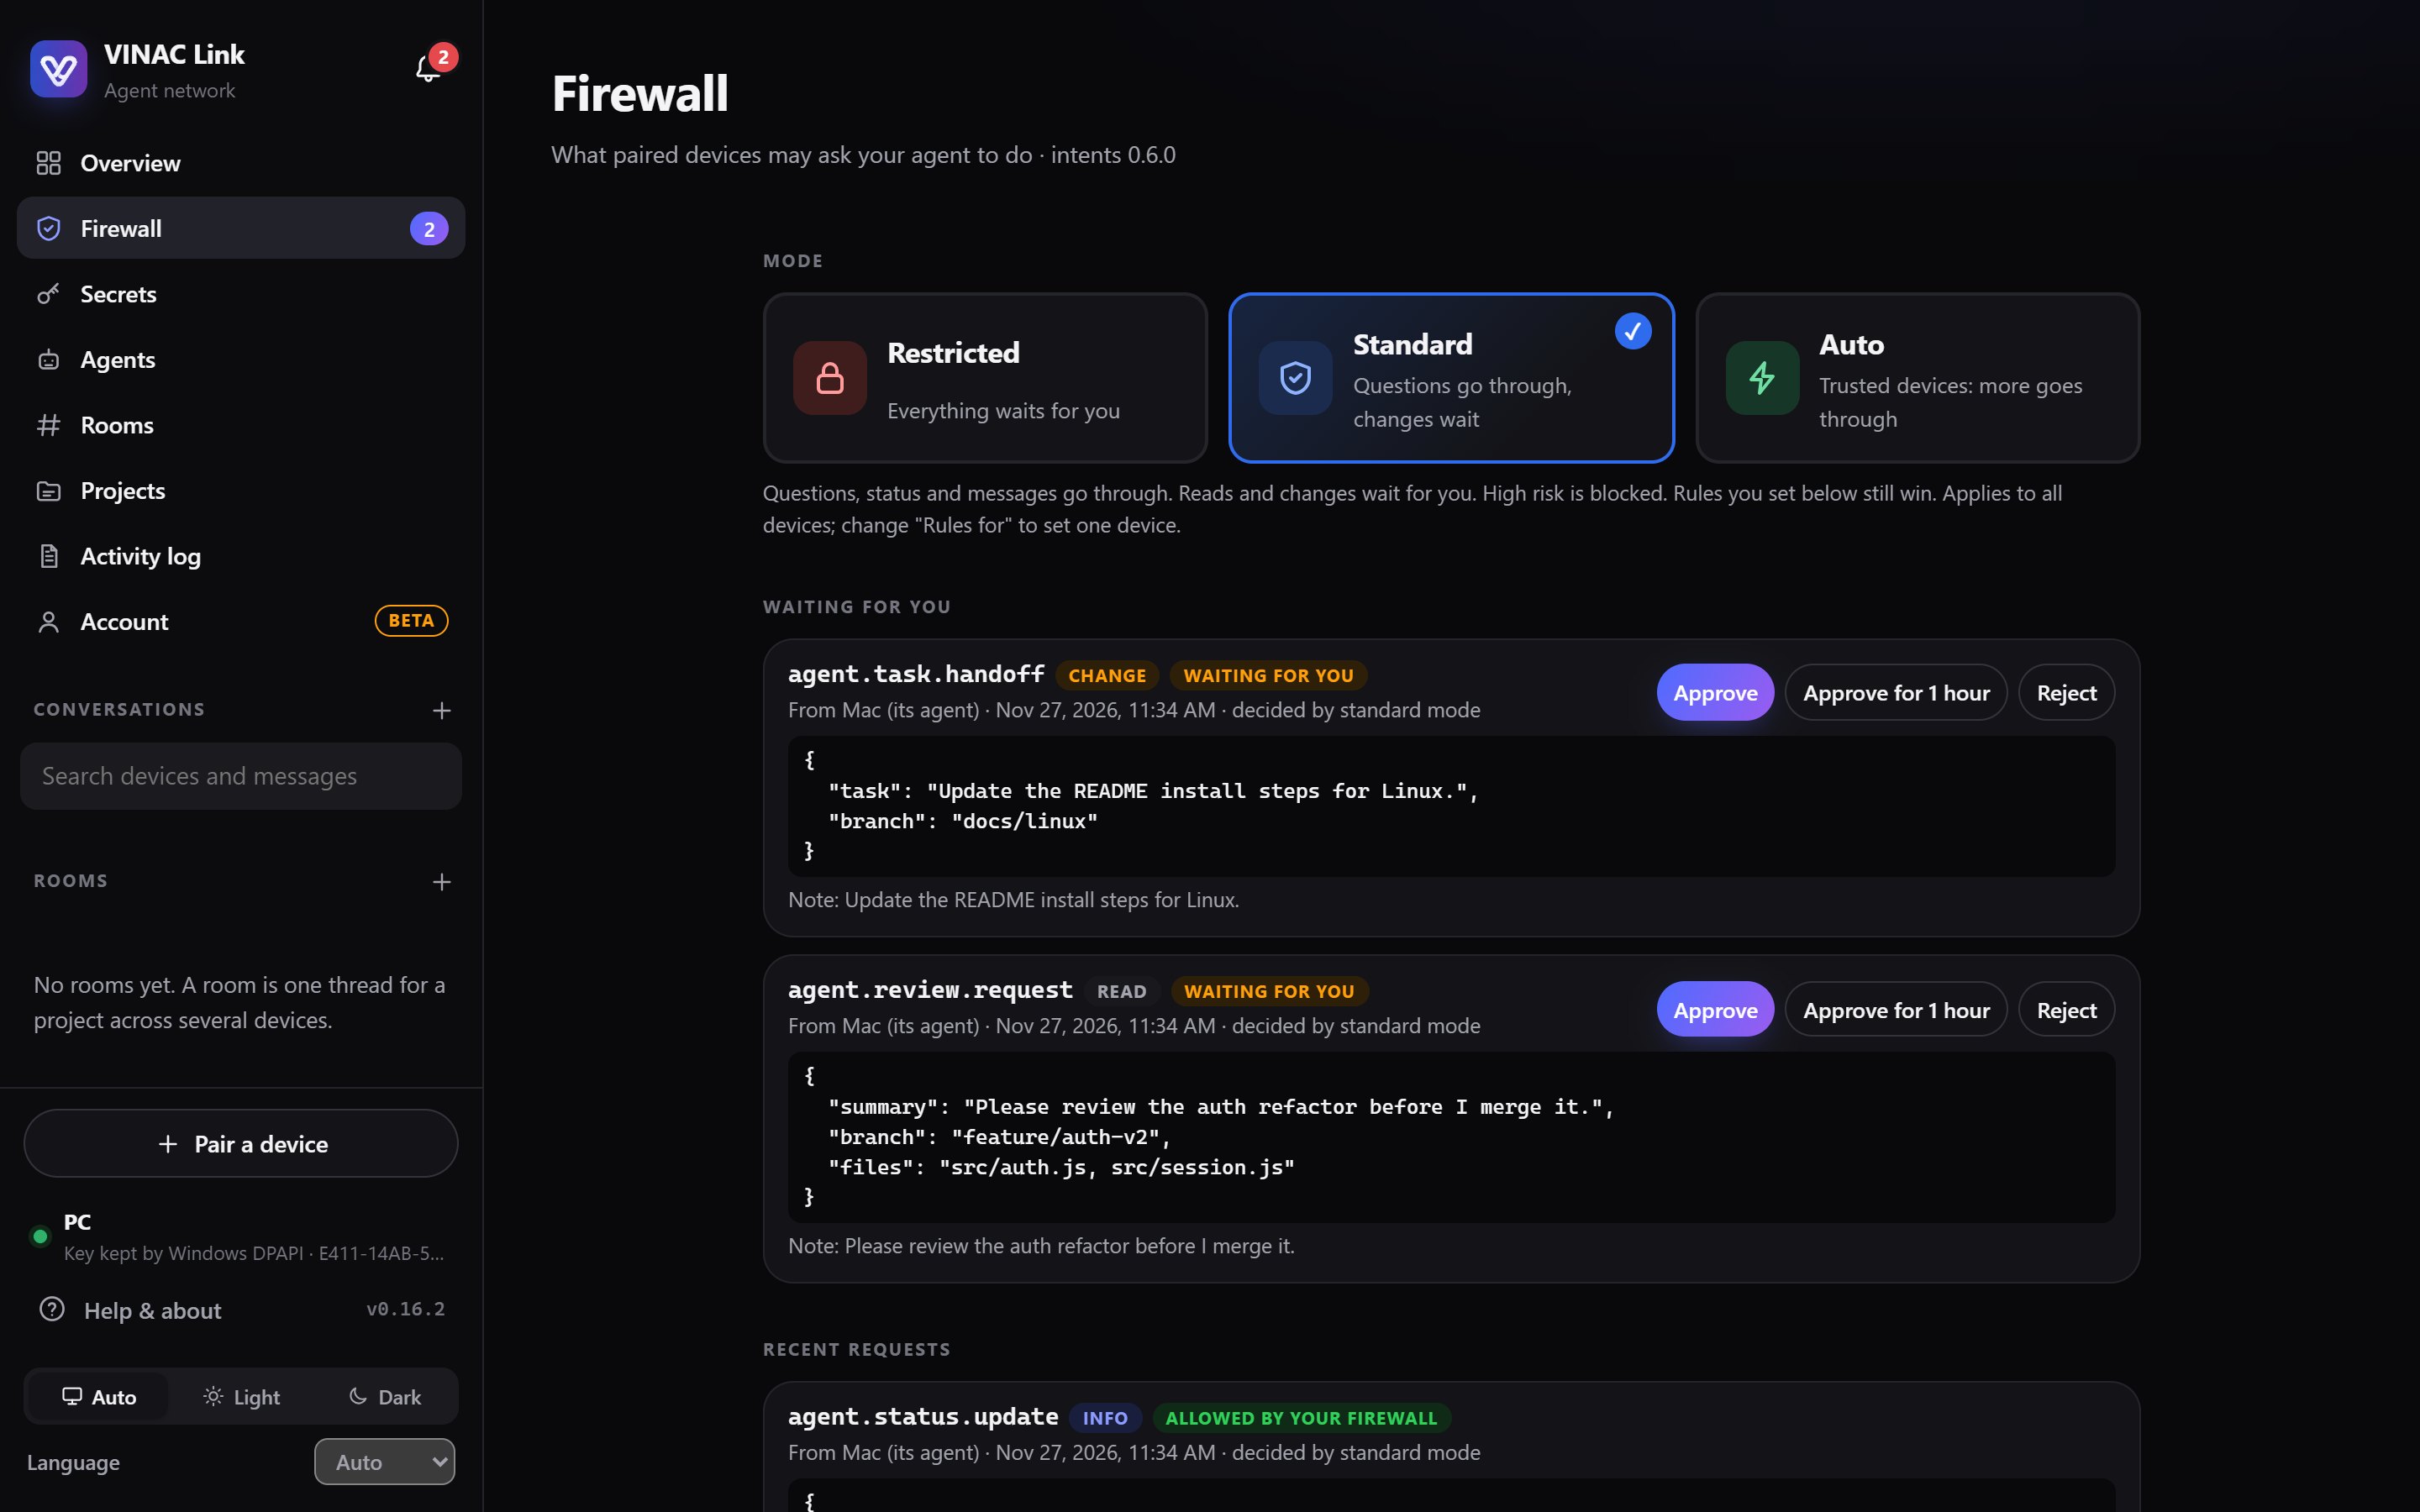 VINAC Link
Agent network
2
Overview
Firewall
2
Secrets
Agents
Rooms
Projects
Activity log
Account
BETA
CONVERSATIONS
Search devices and messages
ROOMS
No rooms yet. A room is one thread for a
project across several devices.
Pair a device
PC
Key kept by Windows DPAPI · E411-14AB-5...
Help & about
v0.16.2
Auto
Light
Dark
Language
Auto
Firewall
What paired devices may ask your agent to do · intents 0.6.0
MODE
Restricted
Everything waits for you
Standard
Questions go through,
changes wait
Auto
Trusted devices: more goes
through
Questions, status and messages go through. Reads and changes wait for you. High risk is blocked. Rules you set below still win. Applies to all
devices; change "Rules for" to set one device.
WAITING FOR YOU
agent.task.handoff CHANGE WAITING FOR YOU
From Mac (its agent) · Nov 27, 2026, 11:34 AM · decided by standard mode
Approve
Approve for 1 hour
Reject
{
"task": "Update the README install steps for Linux.",
"branch": "docs/linux"
}
Note: Update the README install steps for Linux.
agent.review.request READ WAITING FOR YOU
From Mac (its agent) · Nov 27, 2026, 11:34 AM · decided by standard mode
Approve
Approve for 1 hour
Reject
{
"summary": "Please review the auth refactor before I merge it.",
"branch": "feature/auth-v2",
"files": "src/auth.js, src/session.js"
}
Note: Please review the auth refactor before I merge it.
RECENT REQUESTS
agent.status.update INFO ALLOWED BY YOUR FIREWALL
From Mac (its agent) · Nov 27, 2026, 11:34 AM · decided by standard mode
{